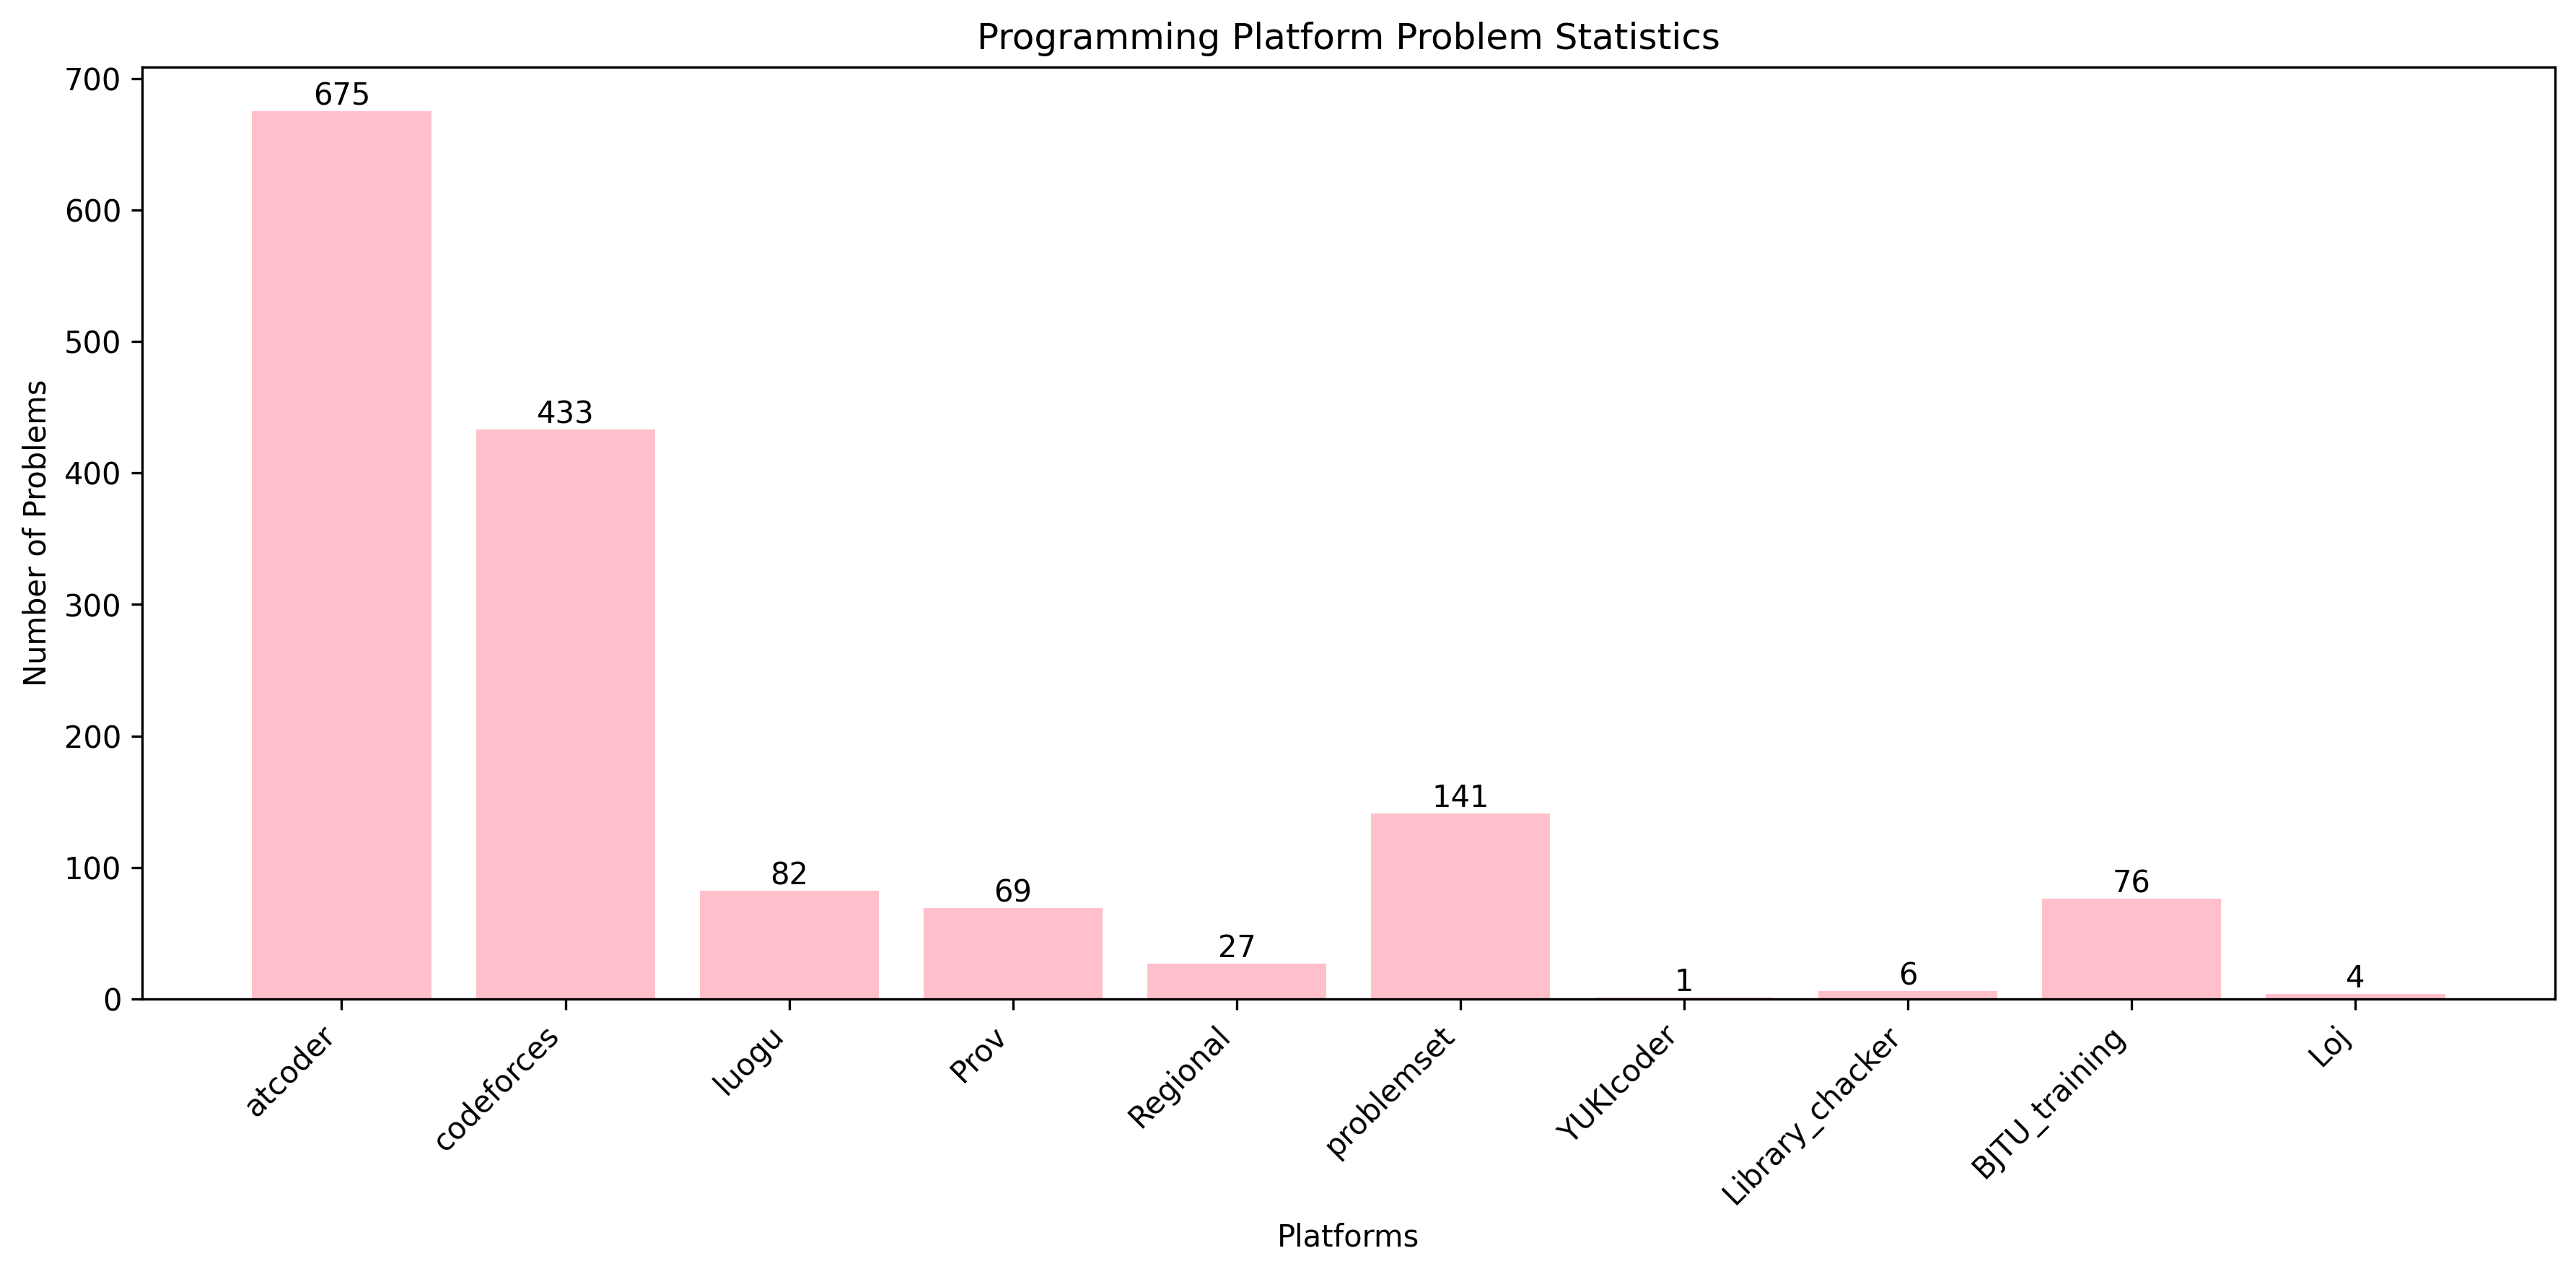 Programming Platform Problem Statistics
Number of Problems
700
600
500
400
300
200
100
0
675
433
82
69
27
141
1
6
76
4
atcoder
codeforces
luogu
Prov
Regional
problemset
YUKIcoder
Library_chacker
BJTU_training
Loj
Platforms